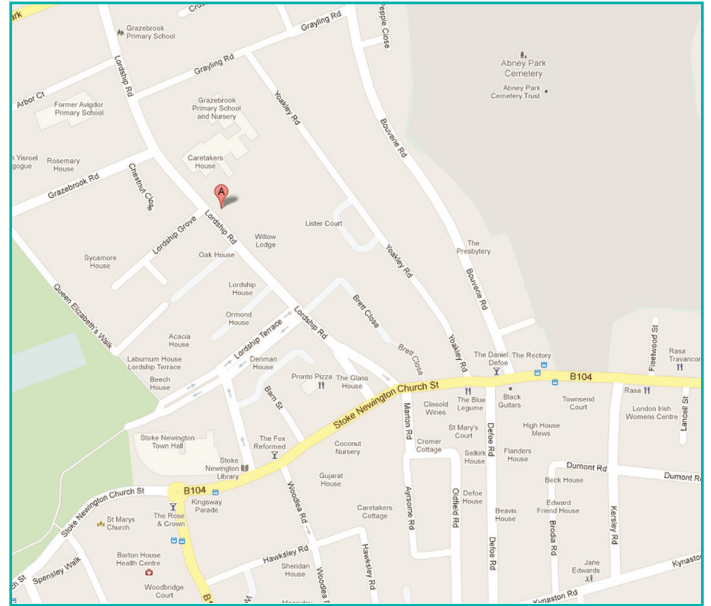 ark
Grazebrook
Primary School
Lordship Rd
Grayling Rd
Grayling Rd
Yoakley Rd
Bouverie Rd
Abney Park
Cemetery
Abney Park
Cemetery Trust
Arbor Ct
Former Avigdor
Primary School
Grazebrook
Primary School
and Nursery
Caretakers
House
n Yisroel
gogue
Rosemary
House
Grazebrook Rd
A
Lordship Rd
Lordship Grove
Willow
Lodge
Lister Court
Oak House
Sycamore
House
The
Presbytery
Yoakley Rd
Bouverie Rd
Queen Elizabeth's Walk
Lordship
House
Ormond
House
Lordship Terrace
Lordship Rd
Brett Close
Brett Close
Yoakley Rd
Acacia
House
Laburnum House
Lordship Terrace
Beech
House
Denman
House
Pronto Pizza
The Glass
House
The Daniel
Defoe
The Rectory
Fleetwood St
Rasa
Travancor
B104
Stoke Newington Church St
Barn St
Marton Rd
Clissold
Wines
The Blue
Legume
Black
Guitars
Townsend
Court
Rasa
London Irish
Womens Centre
Lancell St
Stoke Newington
Town Hall
The Fox
Reformed
Stoke
Newington
Library
Coconut
Nursery
Cromer
Cottage
St Mary's
Court
Selkirk
House
Defoe Rd
High House
Mews
Flanders
House
Dumont Rd
Dumont R
Gujarat
House
Woodlea Rd
B104
Kingsway
Parade
Stoke Newington Church St
The Rose
& Crown
St Marys
Church
Caretakers
Cottage
Ayrsome Rd
Oldfield Rd
Defoe
House
Beavis
House
Beck House
Edward
Friend House
Kersley Rd
Brodia Rd
Defoe Rd
Barton House
Health Centre
Woodbridge
Court
Spensley Walk
Hawksley Rd
Hawksley Rd
Sheridan
House
Jane
Edwards
Kynaston Rd
Kynaston